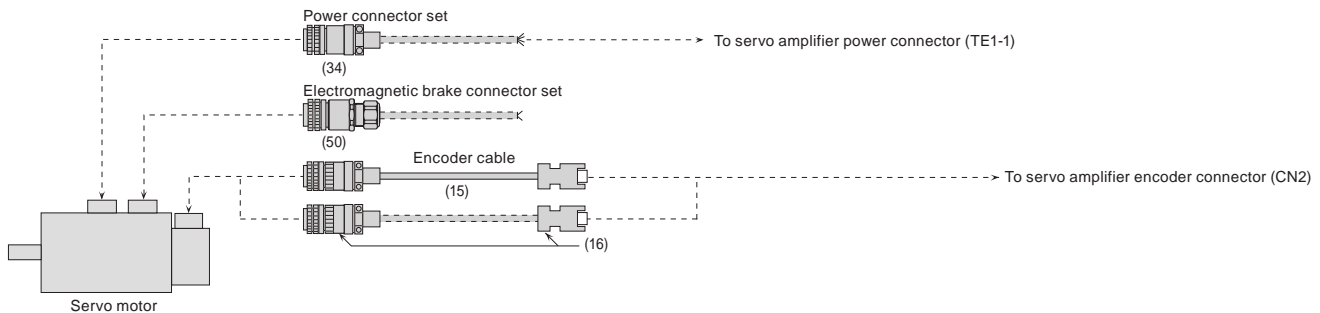 Power connector set
To servo amplifier power connector (TE1-1)
(34)
Electromagnetic brake connector set
(50)
Encoder cable
(15)
To servo amplifier encoder connector (CN2)
(16)
Servo motor